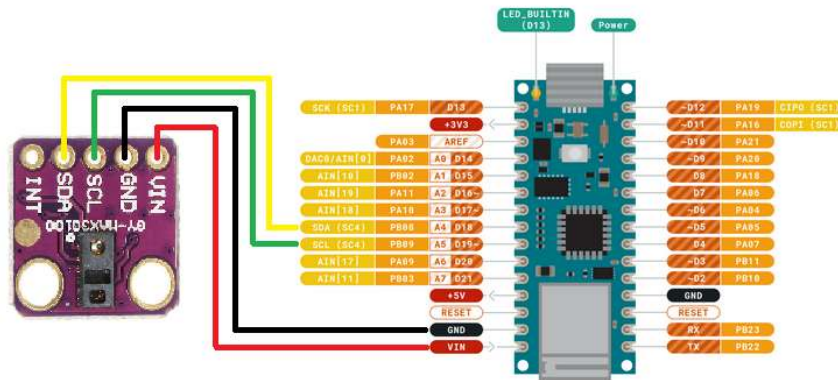 LED_BUILTIN
(D13)
Power
SCK (SC1) PA17 D13
+3V3
PA03 AREF
DAC0/AIN[0] PA02 A0 D14
AIN[10] PB02 A1 D15
AIN[19] PA11 A2 D16~
AIN[18] PA10 A3 D17~
SDA (SC4) PB08 A4 D18
SCL (SC4) PB09 A5 D19~
AIN[17] PA09 A6 D20
AIN[11] PB03 A7 D21
+5V
RESET
GND
VIN
~D12 PA19 CIPO (SC1)
~D11 PA16 COPI (SC1)
~D10 PA21
~D9 PA20
D8 PA18
D7 PA06
~D6 PA04
~D5 PA05
D4 PA07
~D3 PB11
~D2 PB10
GND
RESET
RX PB23
TX PB22
INT
SDA
SCL
GND
VIN
GY-MAX30100